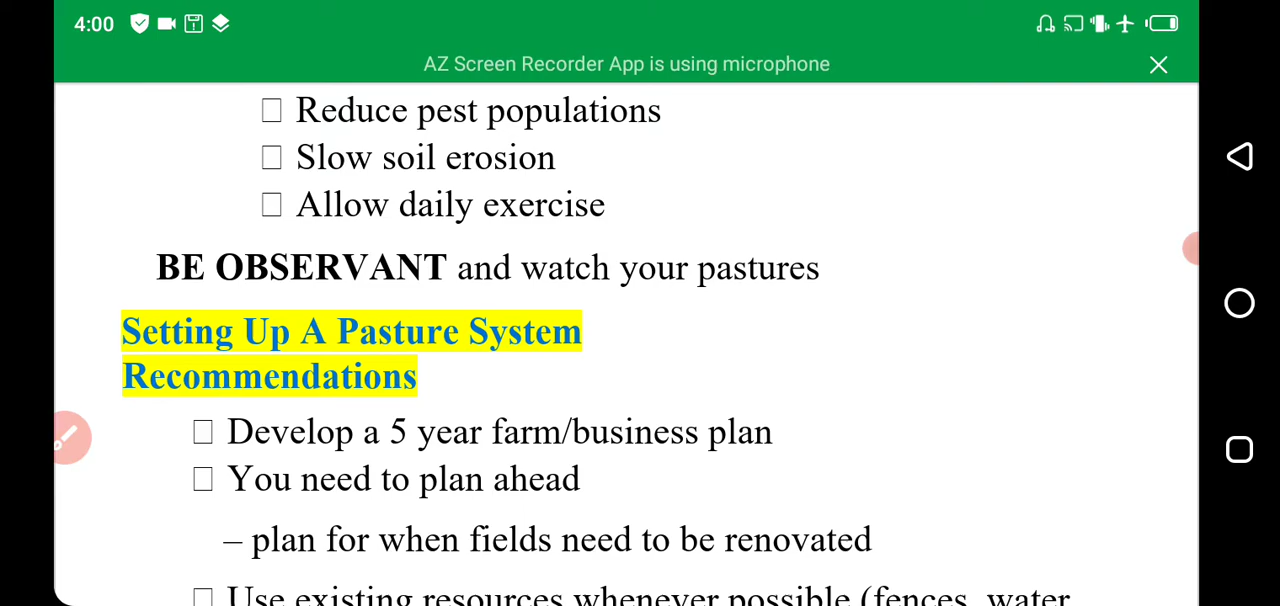 4:00
AZ Screen Recorder App is using microphone
Reduce pest populations
Slow soil erosion
Allow daily exercise
BE OBSERVANT and watch your pastures
Setting Up A Pasture System
Recommendations
Develop a 5 year farm/business plan
You need to plan ahead
– plan for when fields need to be renovated
Use existing resources whenever possible (fences, water